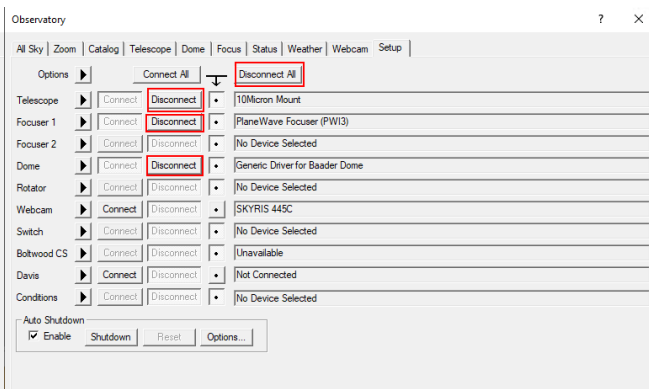 Observatory ? ×
All Sky Zoom Catalog Telescope Dome Focus Status Weather Webcam Setup
Options Connect All Disconnect All
Telescope Connect Disconnect 10Micron Mount
Focuser 1 Connect Disconnect PlaneWave Focuser (PWI3)
Focuser 2 Connect Disconnect No Device Selected
Dome Connect Disconnect Generic Driver for Baader Dome
Rotator Connect Disconnect No Device Selected
Webcam Connect Disconnect SKYRIS 445C
Switch Connect Disconnect No Device Selected
Boltwood CS Connect Disconnect Unavailable
Davis Connect Disconnect Not Connected
Conditions Connect Disconnect No Device Selected
Auto Shutdown
Enable Shutdown Reset Options...